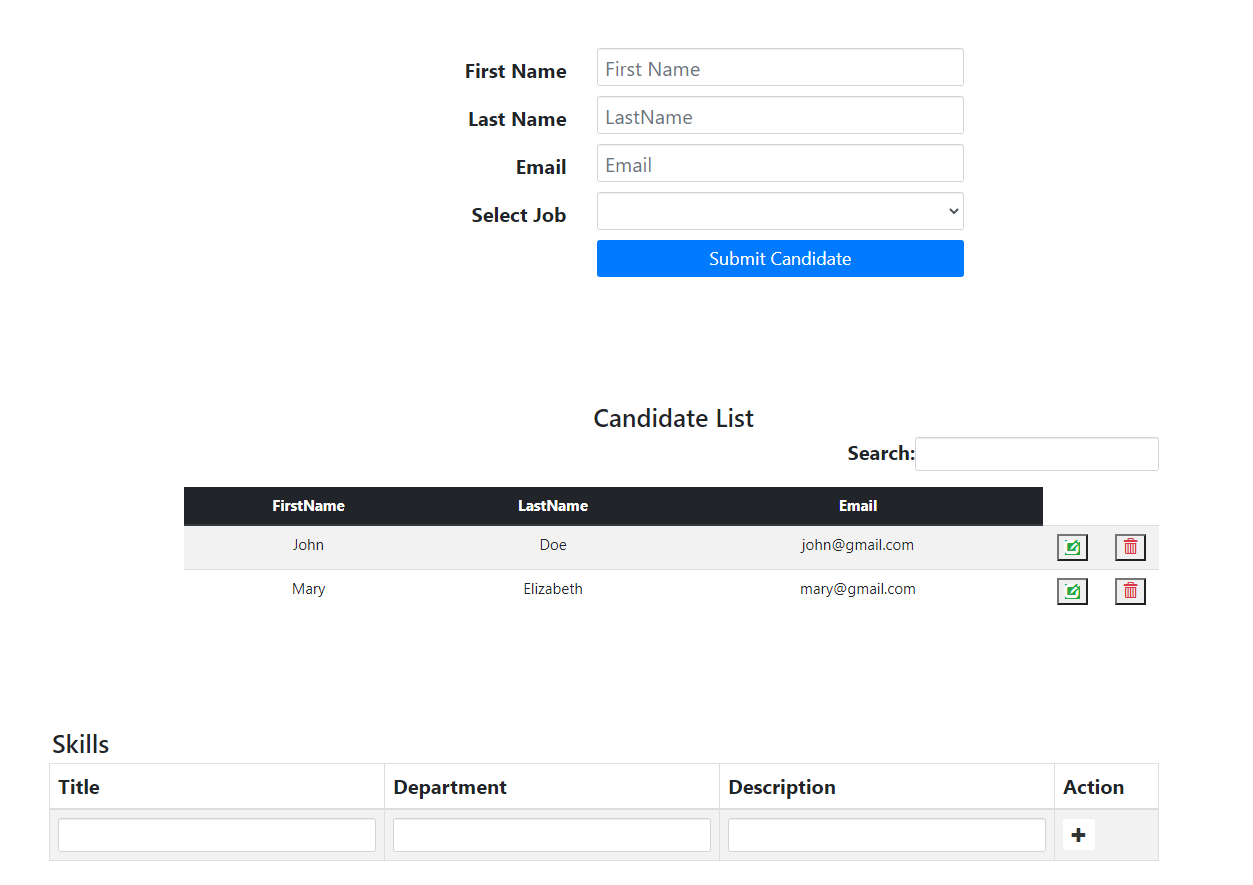 First Name First Name
Last Name LastName
Email Email
Select Job
Submit Candidate
Candidate List
Search:
FirstName LastName Email
John Doe john@gmail.com
Mary Elizabeth mary@gmail.com
Skills
Title Department Description Action